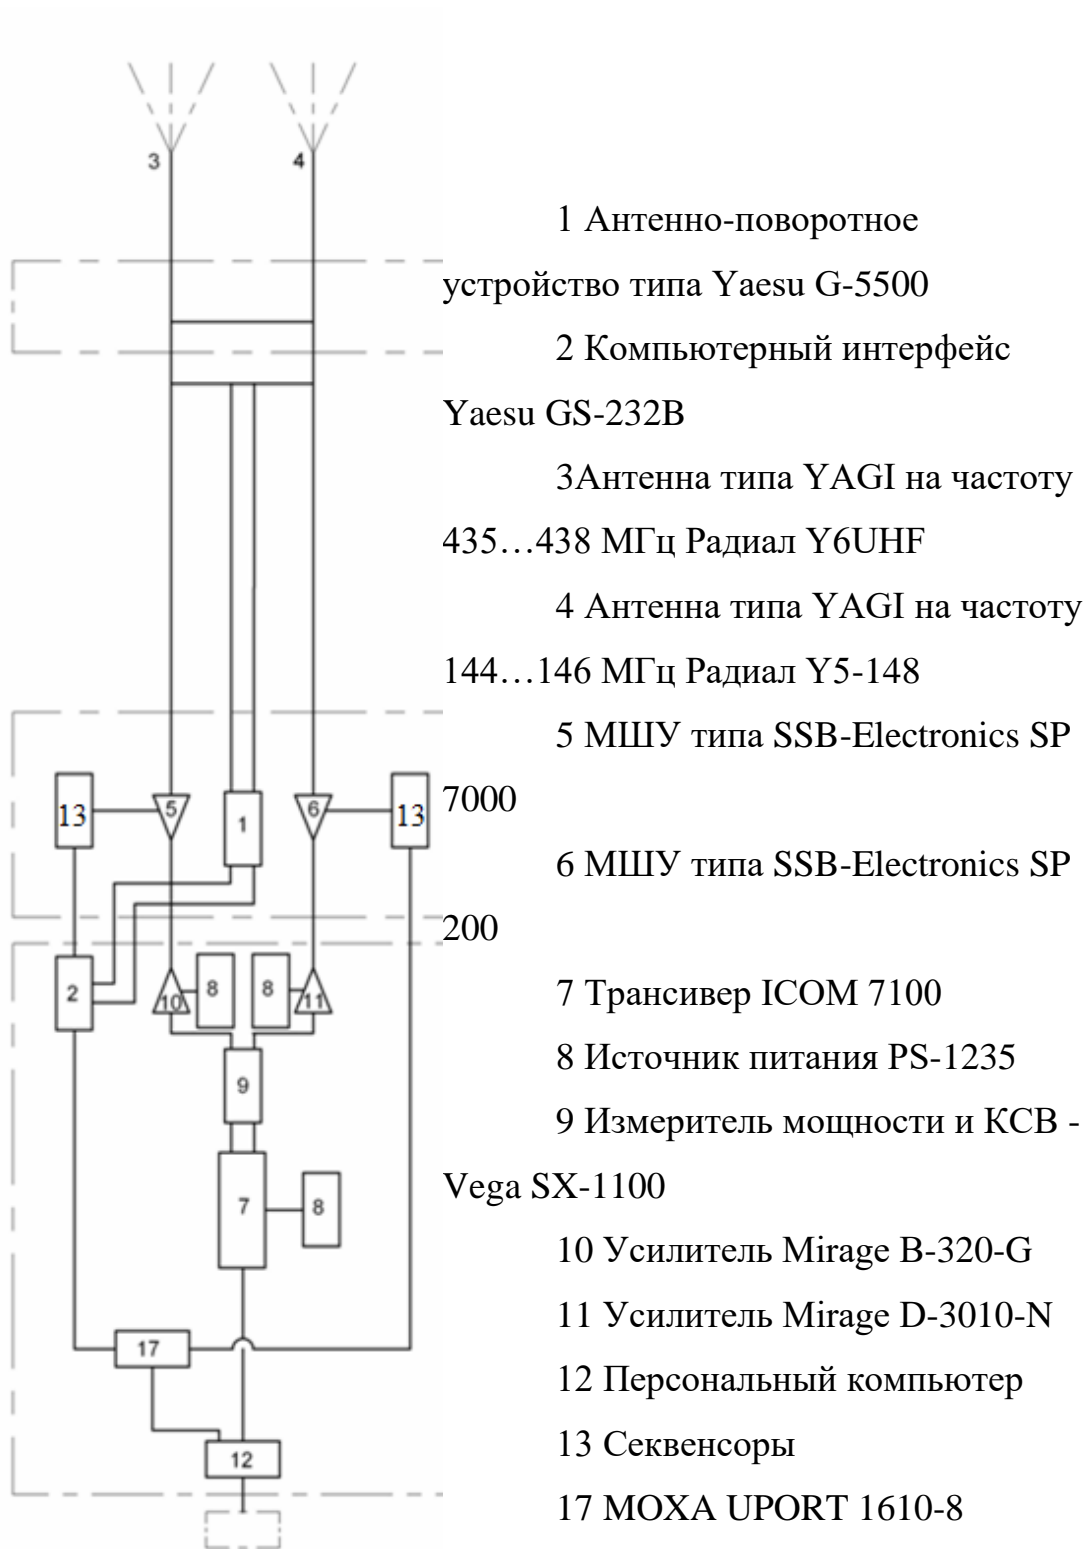 3
4
1 Антенно-поворотное
устройство типа Yaesu G-5500
2 Компьютерный интерфейс
Yaesu GS-232B
3Антенна типа YAGI на частоту
435…438 МГц Радиал Y6UHF
4 Антенна типа YAGI на частоту
144…146 МГц Радиал Y5-148
5 МШУ типа SSB-Electronics SP
7000
6 МШУ типа SSB-Electronics SP
200
7 Трансивер ICOM 7100
8 Источник питания PS-1235
9 Измеритель мощности и КСВ -
Vega SX-1100
10 Усилитель Mirage B-320-G
11 Усилитель Mirage D-3010-N
12 Персональный компьютер
13 Секвенсоры
17 MOXA UPORT 1610-8
13
5
1
6
13
2
10
8
8
11
9
7
8
17
12